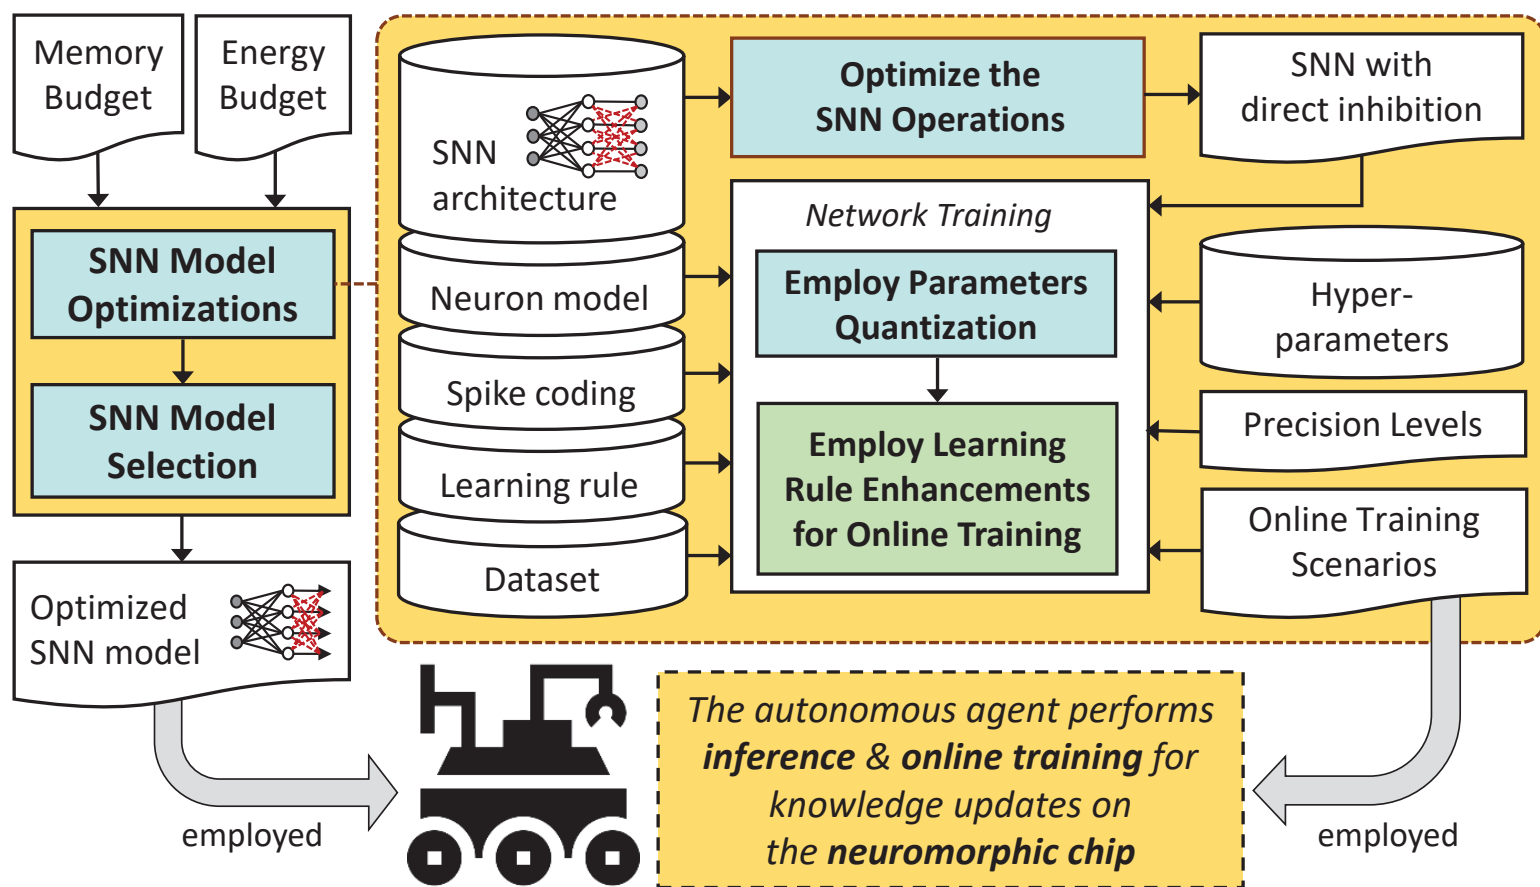 Memory
Budget
Energy
Budget
SNN Model
Optimizations
SNN Model
Selection
Optimized
SNN model
employed
SNN
architecture
Neuron model
Spike coding
Learning rule
Dataset
Optimize the
SNN Operations
SNN with
direct inhibition
Network Training
Employ Parameters
Quantization
Employ Learning
Rule Enhancements
for Online Training
Hyper-
parameters
Precision Levels
Online Training
Scenarios
The autonomous agent performs
inference & online training for
knowledge updates on
the neuromorphic chip
employed